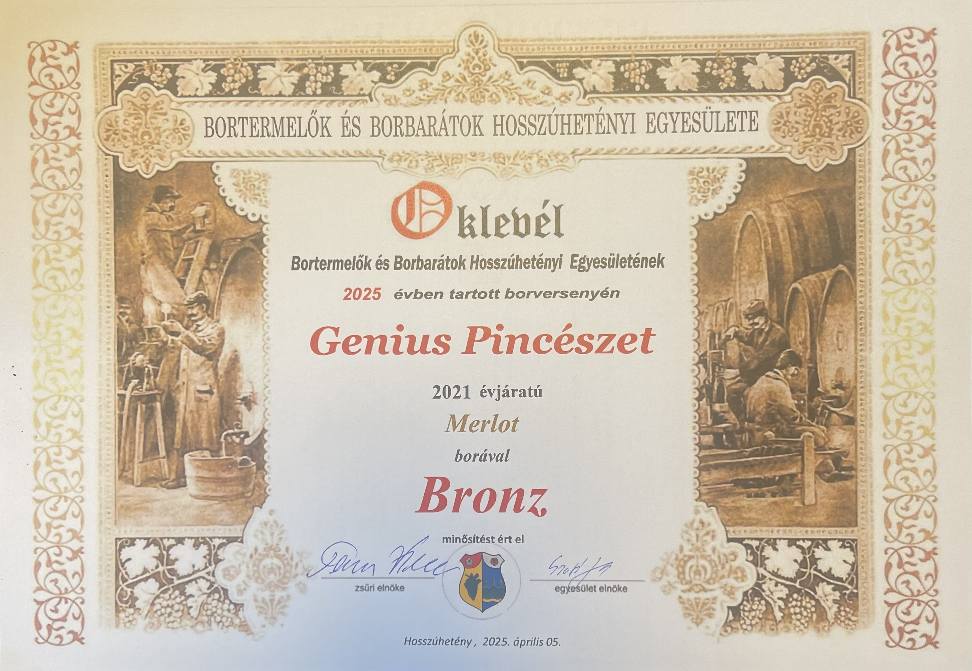 BORTERMELŐK ÉS BORBARÁTOK HOSSZÚHETÉNYI EGYESÜLETE
Oklevél
Bortermelők és Borbarátok Hosszúhetényi Egyesületének
2025 évben tartott borversenyén
Genius Pincészet
2021 évjáratú
Merlot
borával
Bronz
minősítést ért el
zsűri elnöke
egyesület elnöke
Hosszúhetény , 2025. április 05.